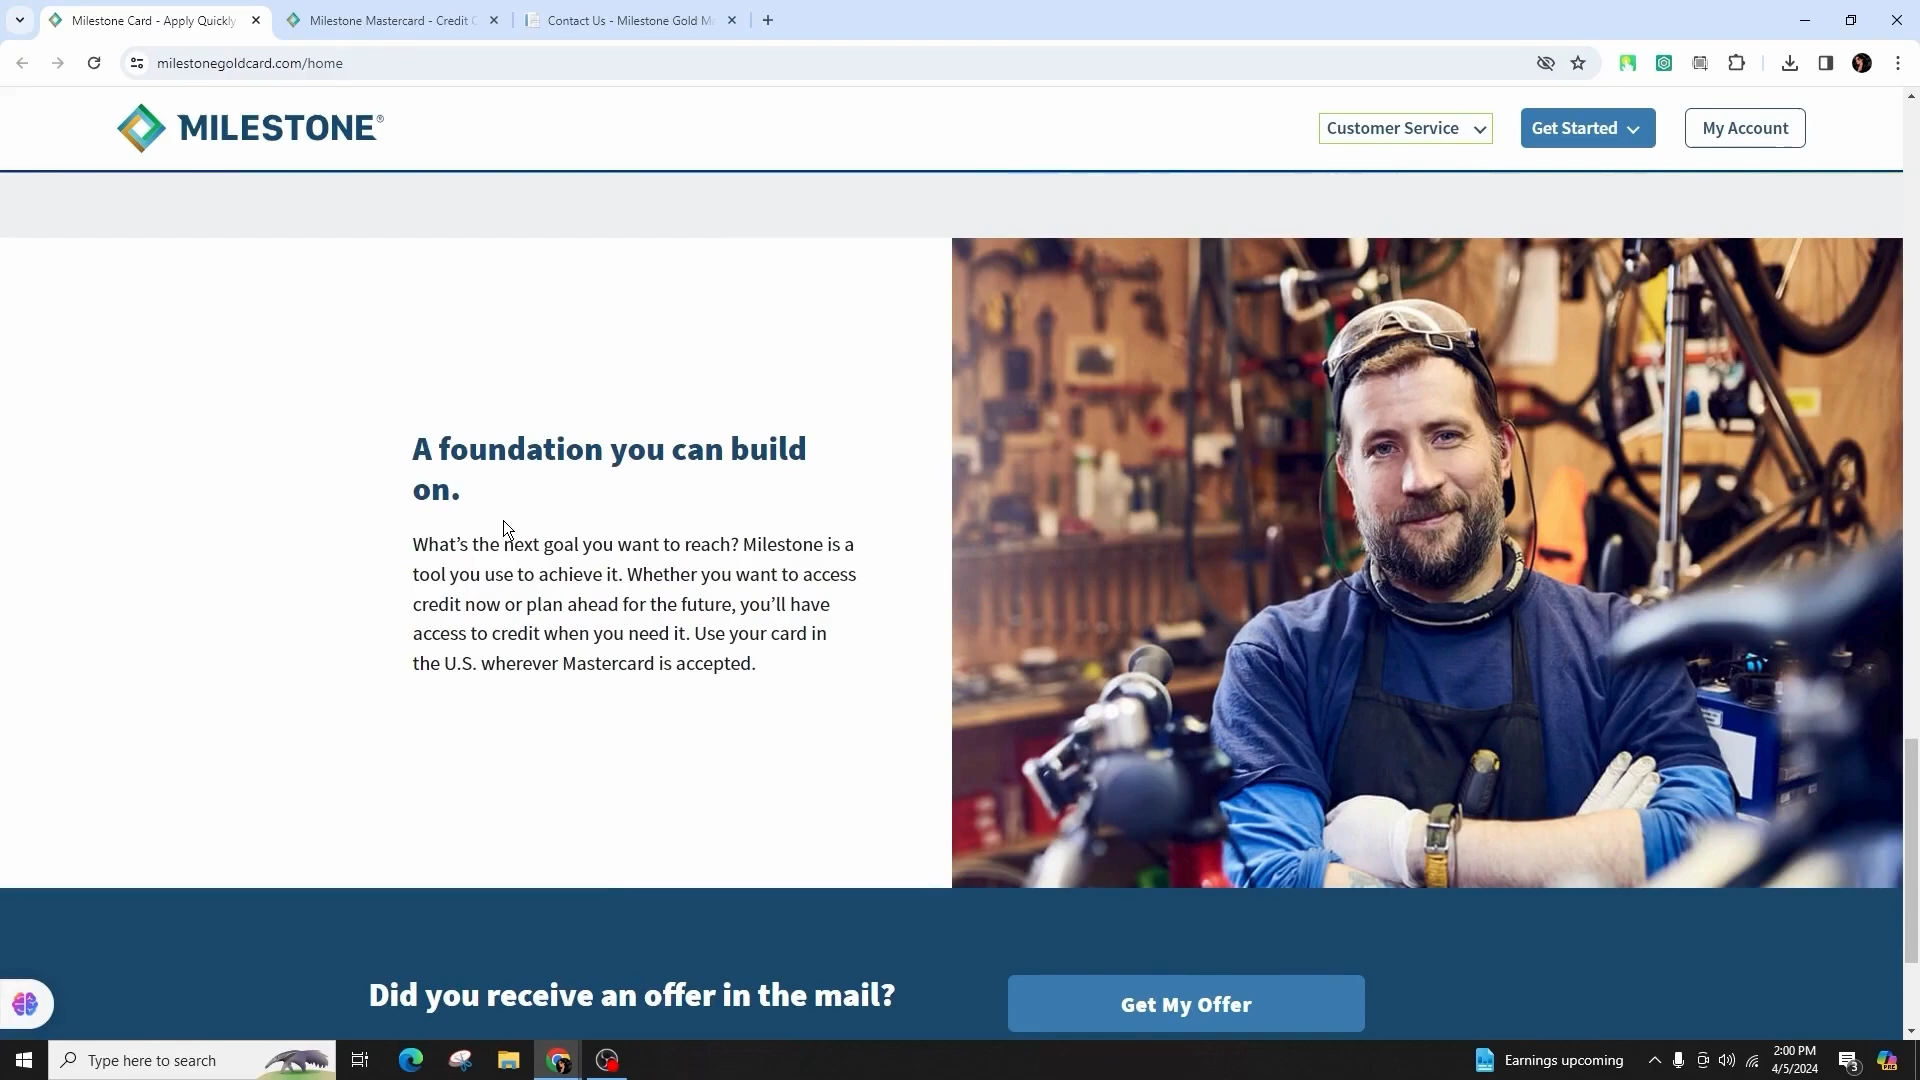 Milestone Card - Apply Quickly
Milestone Mastercard - Credit C
Contact Us - Milestone Gold Ma
milestonegoldcard.com/home
MILESTONE®
Customer Service
Get Started
My Account
A foundation you can build
on.
What's the next goal you want to reach? Milestone is a
tool you use to achieve it. Whether you want to access
credit now or plan ahead for the future, you'll have
access to credit when you need it. Use your card in
the U.S. wherever Mastercard is accepted.
Did you receive an offer in the mail?
Get My Offer
Type here to search
Earnings upcoming
2:00 PM
4/5/2024
3
PRE